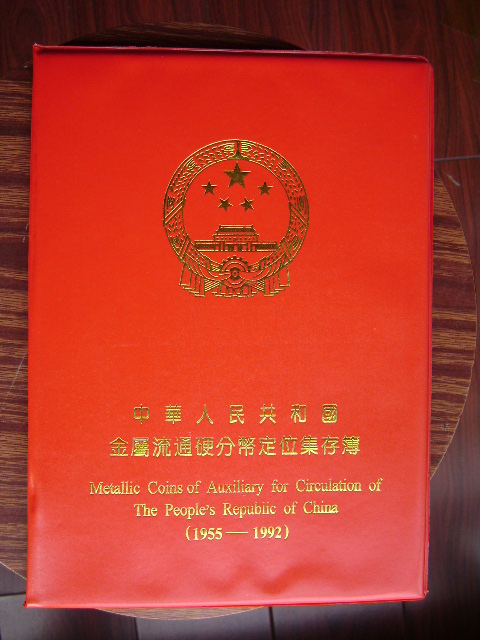 中華人民共和國
金屬流通硬分幣定位集存簿
Metallic Coins of Auxiliary for Circulation of
The People's Republic of China
(1955—1992)